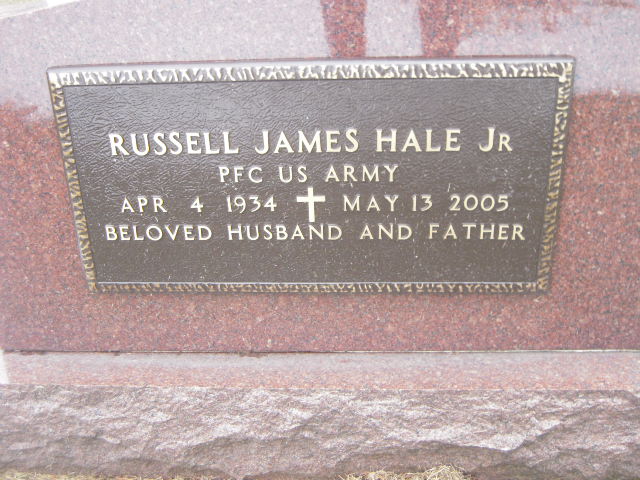 RUSSELL JAMES HALE JR
PFC US ARMY
APR 4 1934 ✝ MAY 13 2005
BELOVED HUSBAND AND FATHER